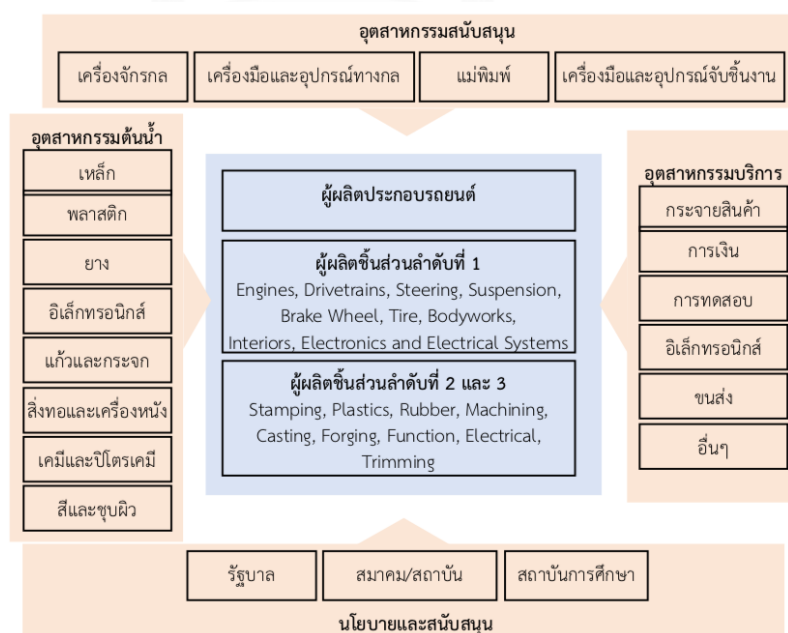 อุตสาหกรรมสนับสนุน
เครื่องจักรกล
เครื่องมือและอุปกรณ์ทางกล
แม่พิมพ์
เครื่องมือและอุปกรณ์จับชิ้นงาน
อุตสาหกรรมต้นน้ำ
เหล็ก
พลาสติก
ยาง
อิเล็กทรอนิกส์
แก้วและกระจก
สิ่งทอและเครื่องหนัง
เคมีและปิโตรเคมี
สีและชุบผิว
ผู้ผลิตประกอบรถยนต์
ผู้ผลิตชิ้นส่วนลำดับที่ 1
Engines, Drivetrains, Steering, Suspension,
Brake Wheel, Tire, Bodyworks,
Interiors, Electronics and Electrical Systems
ผู้ผลิตชิ้นส่วนลำดับที่ 2 และ 3
Stamping, Plastics, Rubber, Machining,
Casting, Forging, Function, Electrical,
Trimming
อุตสาหกรรมบริการ
กระจายสินค้า
การเงิน
การทดสอบ
อิเล็กทรอนิกส์
ขนส่ง
อื่นๆ
รัฐบาล
สมาคม/สถาบัน
สถาบันการศึกษา
นโยบายและสนับสนุน